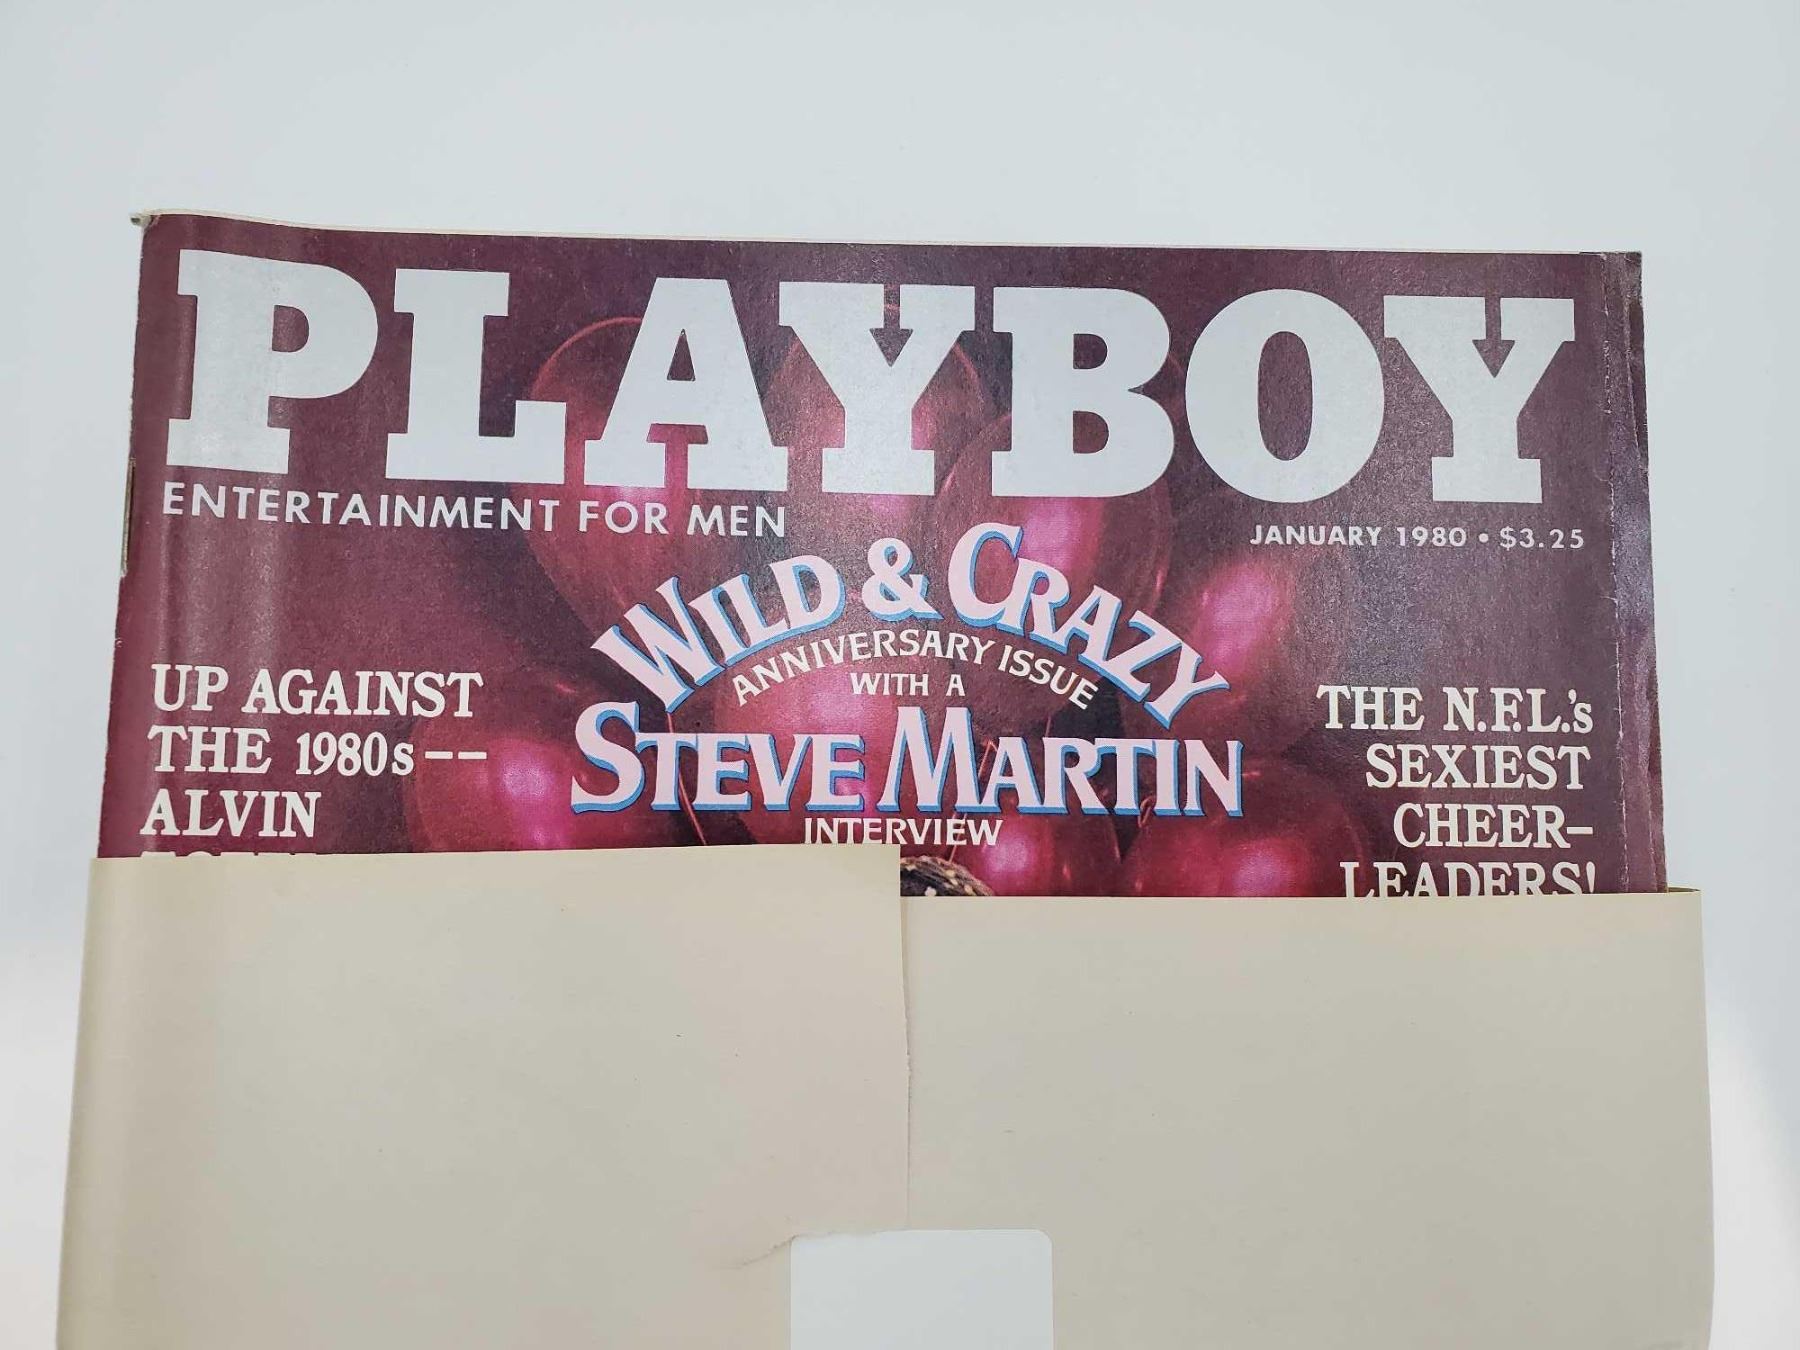 PLAYBOY
ENTERTAINMENT FOR MEN
JANUARY 1980 • $3.25
WILD & CRAZY
ANNIVERSARY ISSUE
WITH A
STEVE MARTIN
INTERVIEW
UP AGAINST
THE 1980s--
ALVIN
THE N.F.L.'s
SEXIEST
CHEER-
LEADERS!